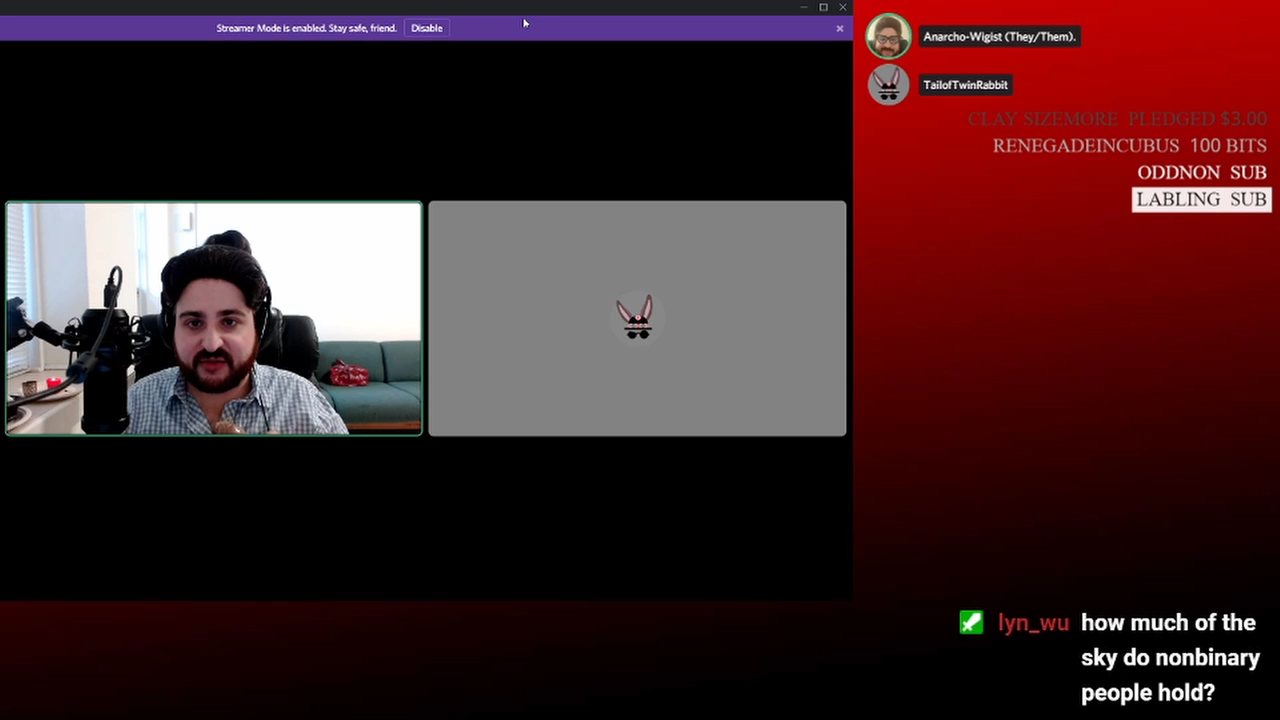 Streamer Mode is enabled. Stay safe, friend. Disable
Anarcho-Wigist (They/Them).
TailofTwinRabbit
CLAY SIZEMORE PLEDGED $3.00
RENEGADEINCUBUS 100 BITS
ODDNON SUB
LABLING SUB
lyn_wu how much of the
sky do nonbinary
people hold?